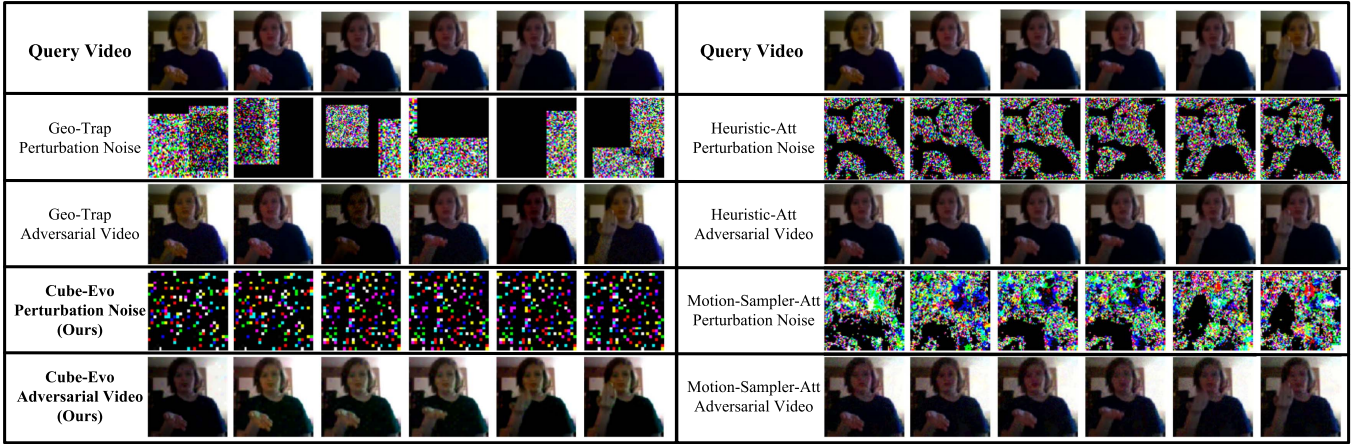 Query Video
Geo-Trap
Perturbation Noise
Geo-Trap
Adversarial Video
Cube-Evo
Perturbation Noise
(Ours)
Cube-Evo
Adversarial Video
(Ours)
Query Video
Heuristic-Att
Perturbation Noise
Heuristic-Att
Adversarial Video
Motion-Sampler-Att
Perturbation Noise
Motion-Sampler-Att
Adversarial Video